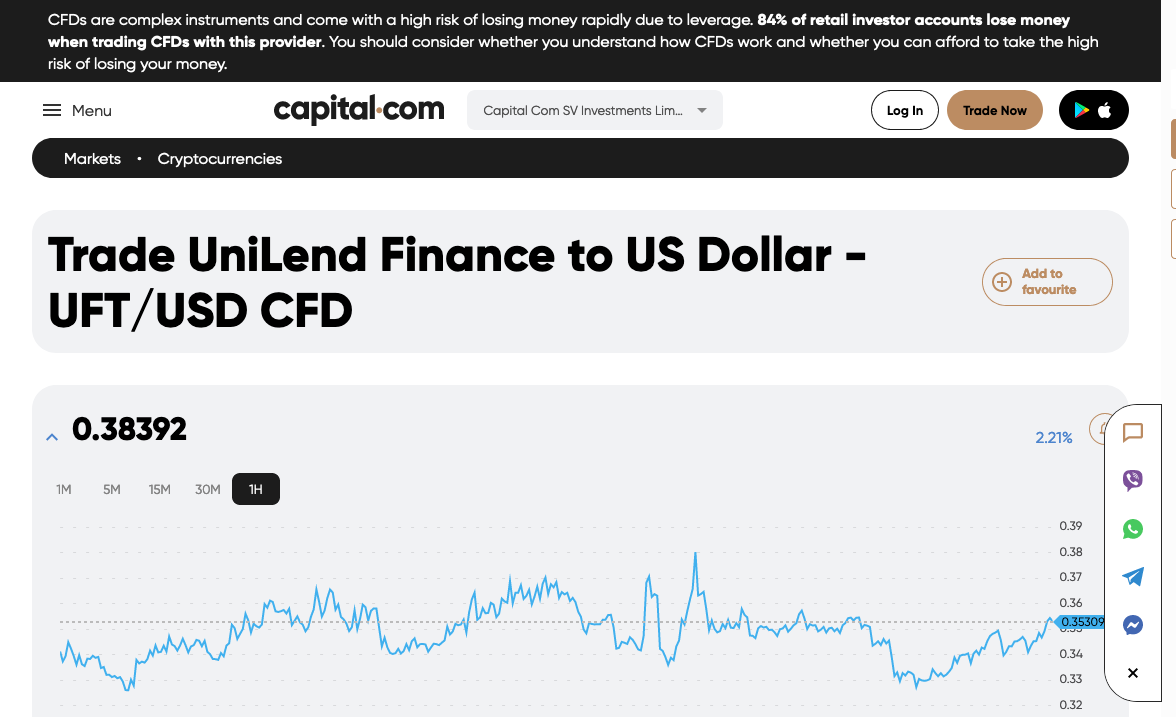 CFDs are complex instruments and come with a high risk of losing money rapidly due to leverage. 84% of retail investor accounts lose money
when trading CFDs with this provider. You should consider whether you understand how CFDs work and whether you can afford to take the high
risk of losing your money.
Menu
capital.com
Capital Com SV Investments Lim...
Log In
Trade Now
Markets • Cryptocurrencies
Trade UniLend Finance to US Dollar -
UFT/USD CFD
Add to
favourite
0.38392
2.21%
1M 5M 15M 30M 1H
0.39
0.38
0.37
0.36
0.35309
0.35
0.34
0.33
0.32